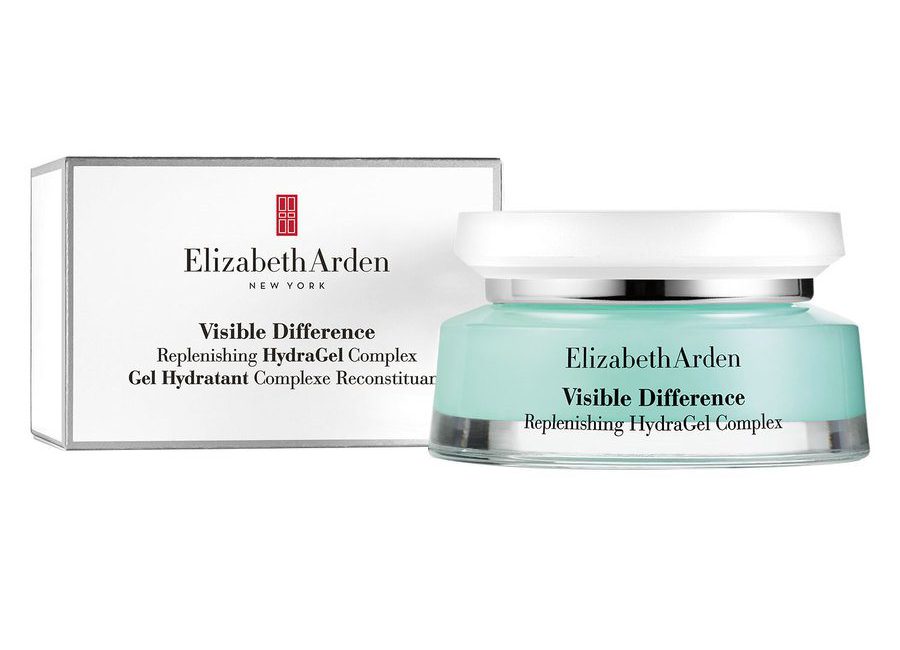 ElizabethArden
NEW YORK
Visible Difference
Replenishing HydraGel Complex
Gel Hydratant Complexe Reconstituan
ElizabethArden
Visible Difference
Replenishing HydraGel Complex